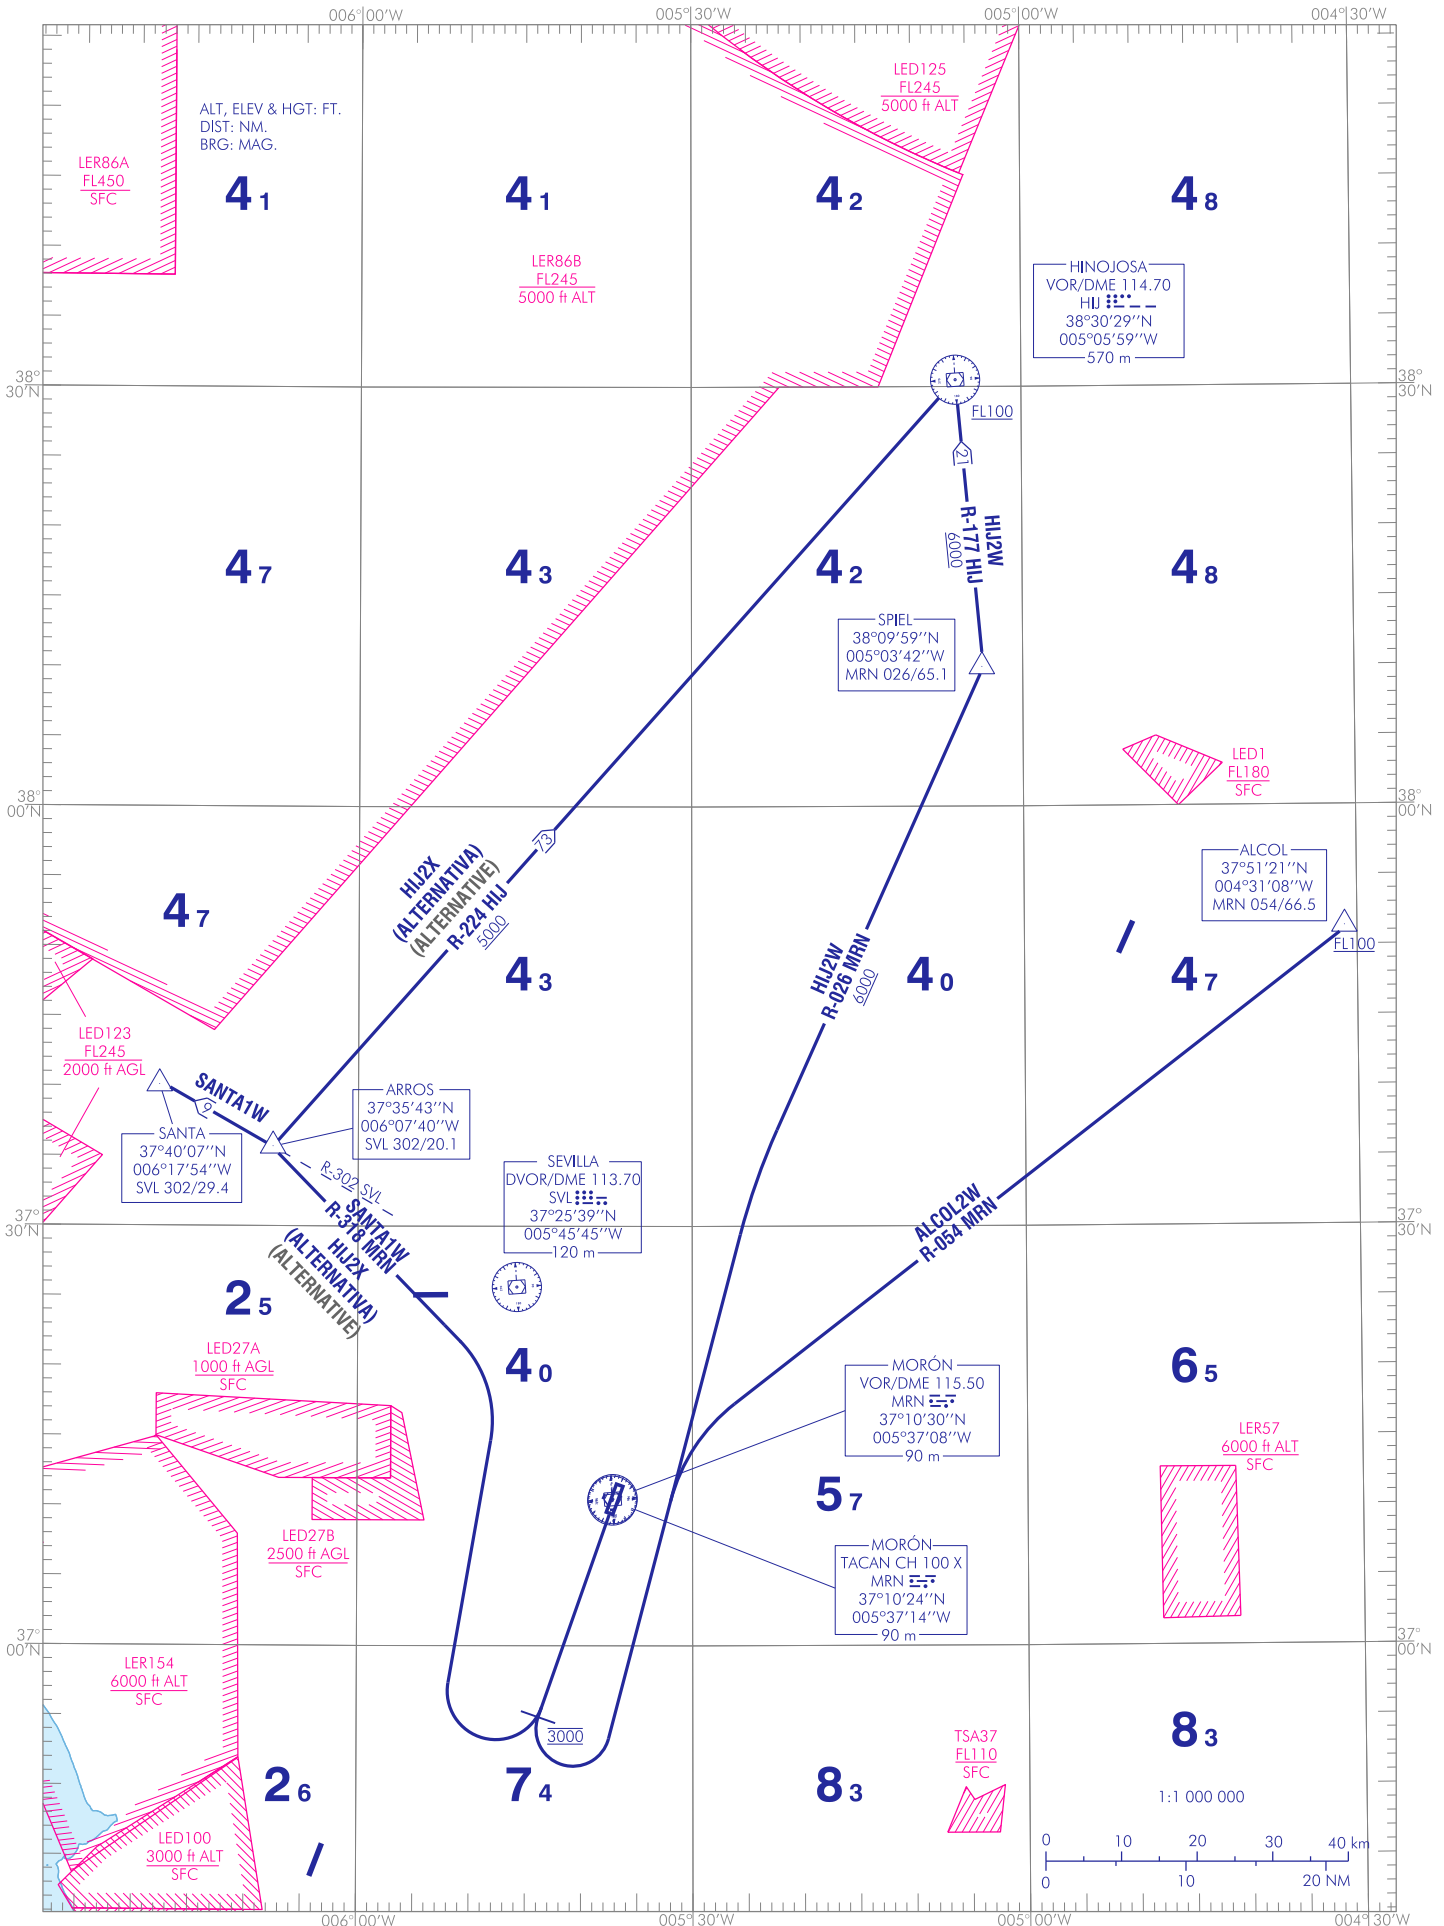 006°00'W
005°30'W
005°00'W
004°30'W
LED125
FL245
5000 ft ALT
ALT, ELEV & HGT: FT.
DIST: NM.
BRG: MAG.
LER86A
FL450
SFC
4 1
4 1
4 2
4 8
LER86B
FL245
5000 ft ALT
HINOJOSA
VOR/DME 114.70
HIJ
38°30'29''N
005°05'59''W
570 m
38°
30'N
38°
30'N
FL100
21
HIJ2W
R-177 HIJ
6000
4 7
4 3
4 2
4 8
SPIEL
38°09'59''N
005°03'42''W
MRN 026/65.1
LED1
FL180
SFC
38°
00'N
38°
00'N
73
HIJ2X
(ALTERNATIVA)
(ALTERNATIVE)
R-224 HIJ
5000
ALCOL
37°51'21''N
004°31'08''W
MRN 054/66.5
FL100
4 7
4 3
HIJ2W
R-026 MRN
6000
4 0
4 7
LED123
FL245
2000 ft AGL
SANTA1W
9
ARROS
37°35'43''N
006°07'40''W
SVL 302/20.1
SANTA
37°40'07''N
006°17'54''W
SVL 302/29.4
R-302 SVL
SEVILLA
DVOR/DME 113.70
SVL
37°25'39''N
005°45'45''W
120 m
37°
30'N
37°
30'N
SANTA1W
R-318 MRN
HIJ2X
(ALTERNATIVA)
(ALTERNATIVE)
ALCOL2W
R-054 MRN
2 5
LED27A
1000 ft AGL
SFC
4 0
6 5
MORÓN
VOR/DME 115.50
MRN
37°10'30''N
005°37'08''W
90 m
LER57
6000 ft ALT
SFC
5 7
LED27B
2500 ft AGL
SFC
MORÓN
TACAN CH 100 X
MRN
37°10'24''N
005°37'14''W
90 m
37°
00'N
37°
00'N
LER154
6000 ft ALT
SFC
3000
TSA37
FL110
SFC
8 3
2 6
7 4
8 3
1:1 000 000
LED100
3000 ft ALT
SFC
0 10 20 30 40 km
0 10 20 NM
006°00'W
005°30'W
005°00'W
004°30'W